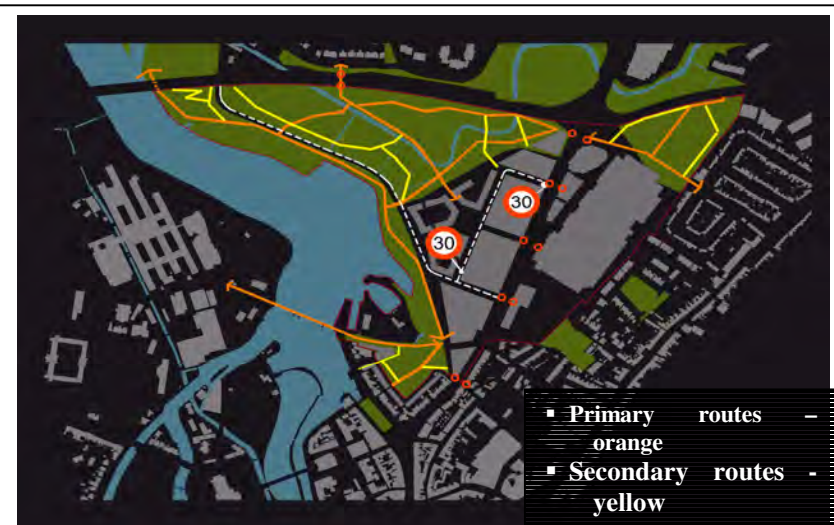 30
30
▪ Primary routes –
orange
▪ Secondary routes -
yellow